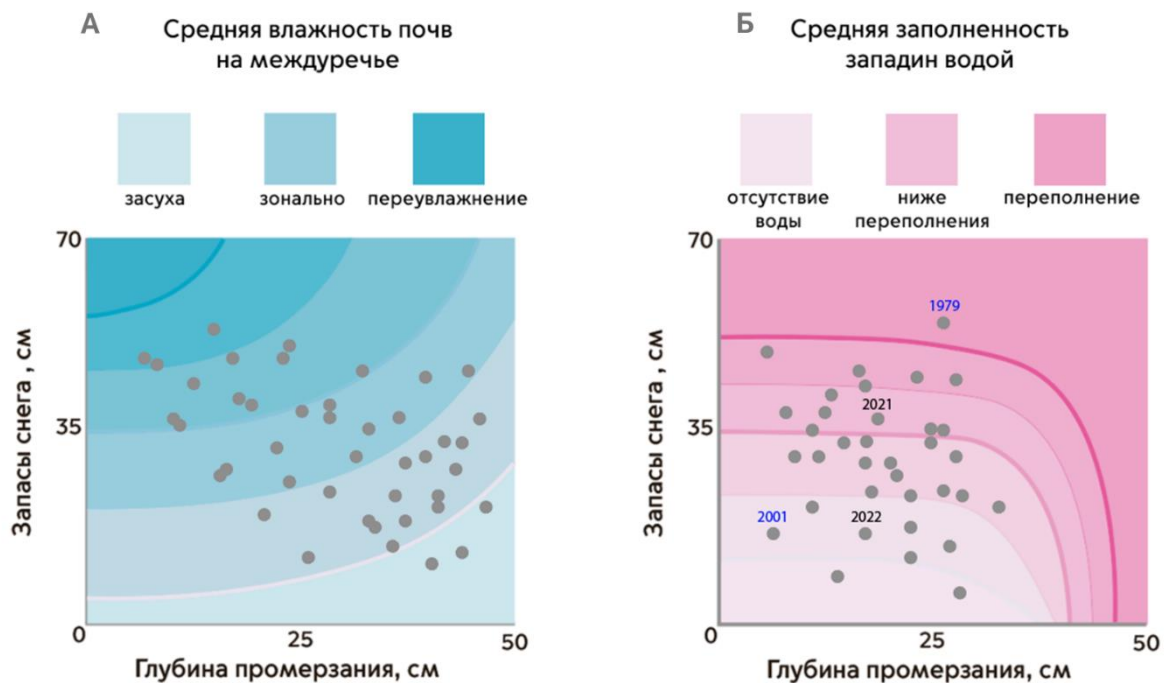 А
Средняя влажность почв
на междуречье
засуха
зонально
переувлажнение
70
35
0
25
50
Запасы снега , см
Глубина промерзания, см
Б
Средняя заполненность
западин водой
отсутствие
воды
ниже
переполнения
переполнение
70
1979
2021
35
2001
2022
0
25
50
Запасы снега , см
Глубина промерзания, см